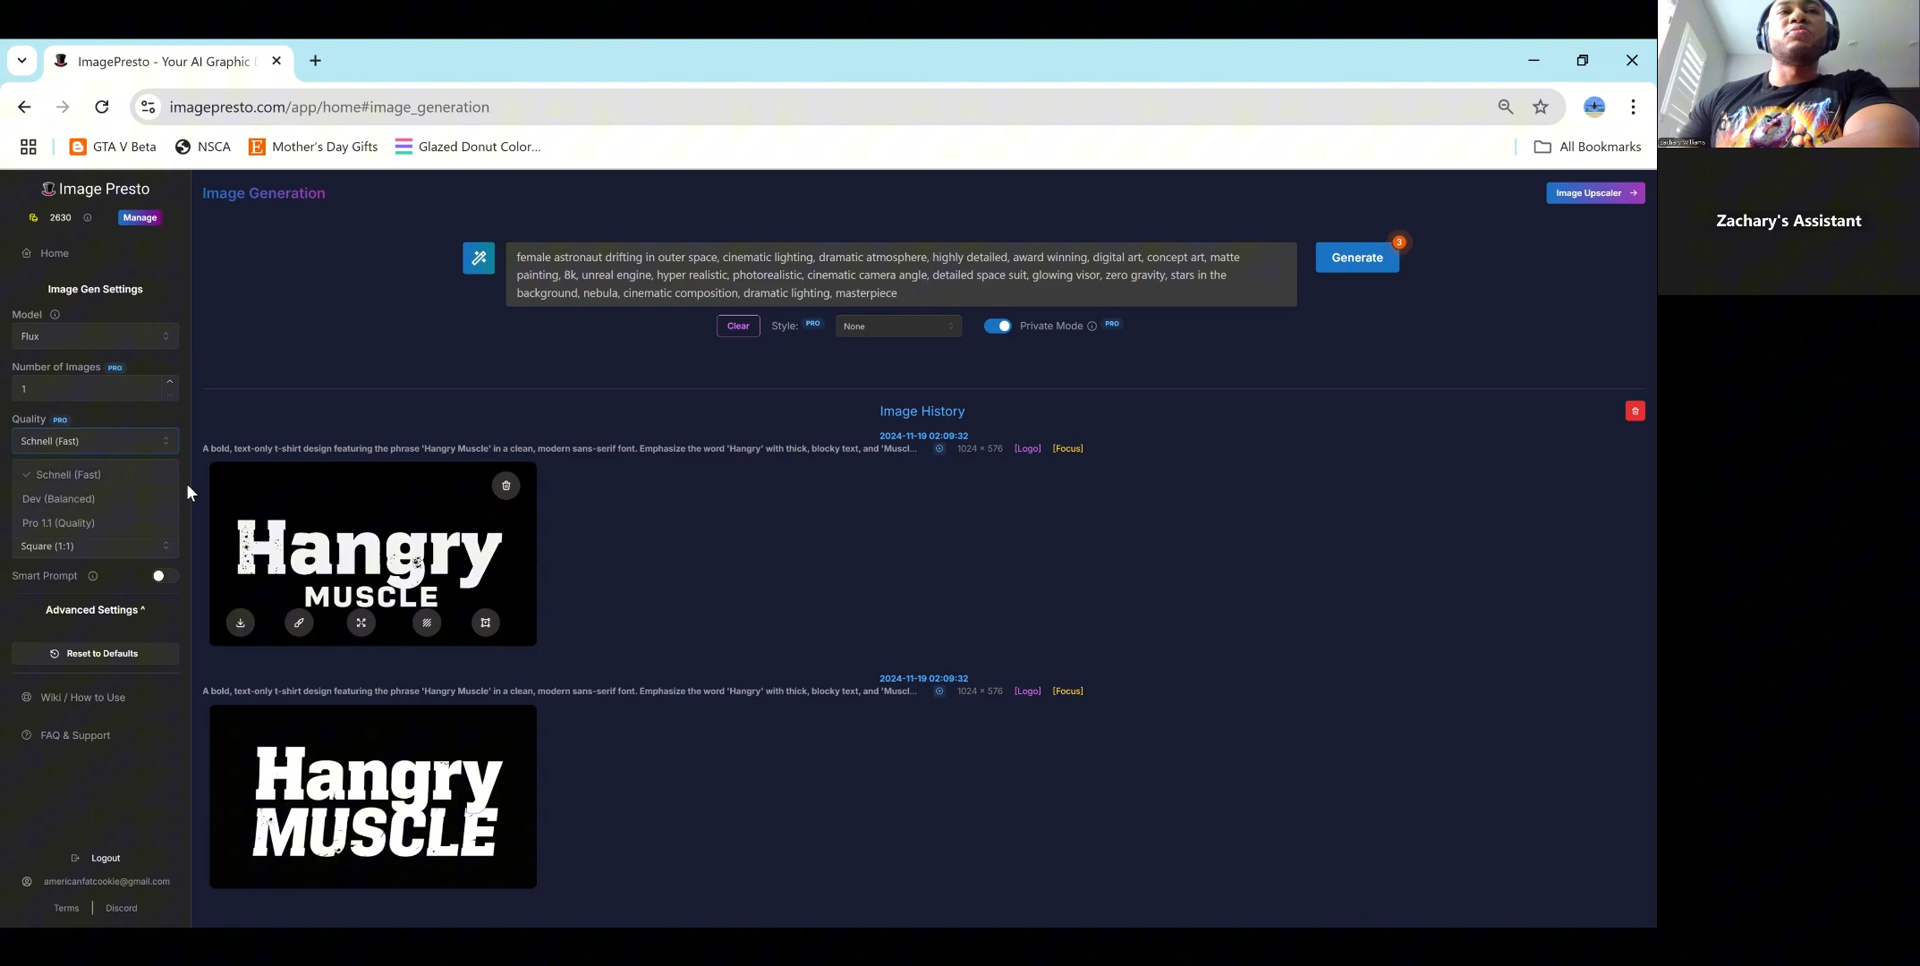 ImagePresto - Your AI Graphic
imagepresto.com/app/home#image_generation
GTA V Beta
NSCA
Mother's Day Gifts
Glazed Donut Color...
All Bookmarks
Image Presto
2630
Manage
Home
Image Gen Settings
Model
Flux
Number of Images PRO
1
Quality PRO
Schnell (Fast)
Schnell (Fast)
Dev (Balanced)
Pro 1.1 (Quality)
Square (1:1)
Smart Prompt
Advanced Settings ^
Reset to Defaults
Wiki / How to Use
FAQ & Support
Logout
americanfatcookie@gmail.com
Terms | Discord
Image Generation
Image Upscaler →
female astronaut drifting in outer space, cinematic lighting, dramatic atmosphere, highly detailed, award winning, digital art, concept art, matte
painting, 8k, unreal engine, hyper realistic, photorealistic, cinematic camera angle, detailed space suit, glowing visor, zero gravity, stars in the
background, nebula, cinematic composition, dramatic lighting, masterpiece
Generate
3
Clear
Style: PRO
None
Private Mode PRO
Image History
2024-11-19 02:09:32
A bold, text-only t-shirt design featuring the phrase 'Hangry Muscle' in a clean, modern sans-serif font. Emphasize the word 'Hangry' with thick, blocky text, and 'Muscl... 1024 × 576 [Logo] [Focus]
Hangry
MUSCLE
2024-11-19 02:09:32
A bold, text-only t-shirt design featuring the phrase 'Hangry Muscle' in a clean, modern sans-serif font. Emphasize the word 'Hangry' with thick, blocky text, and 'Muscl... 1024 × 576 [Logo] [Focus]
Hangry
MUSCLE
Zachary Williams
Zachary's Assistant